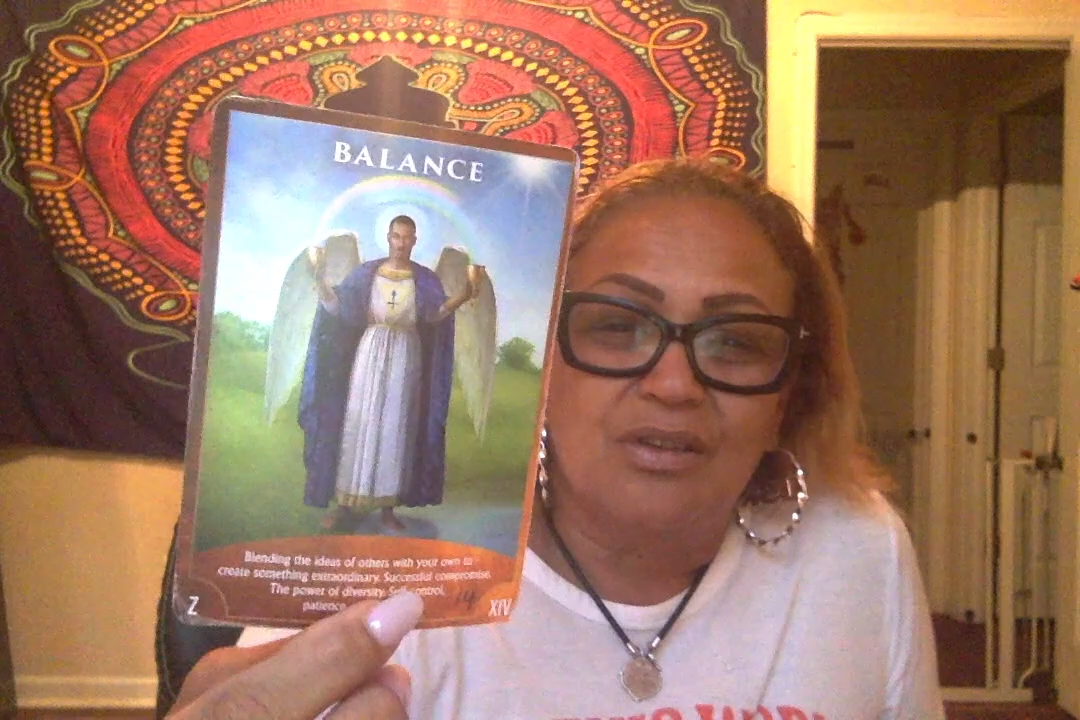 BALANCE
Blending the ideas of others with your own to
create something extraordinary. Successful compromise.
The power of diversity. Self-control,
patience
14
Z XIV